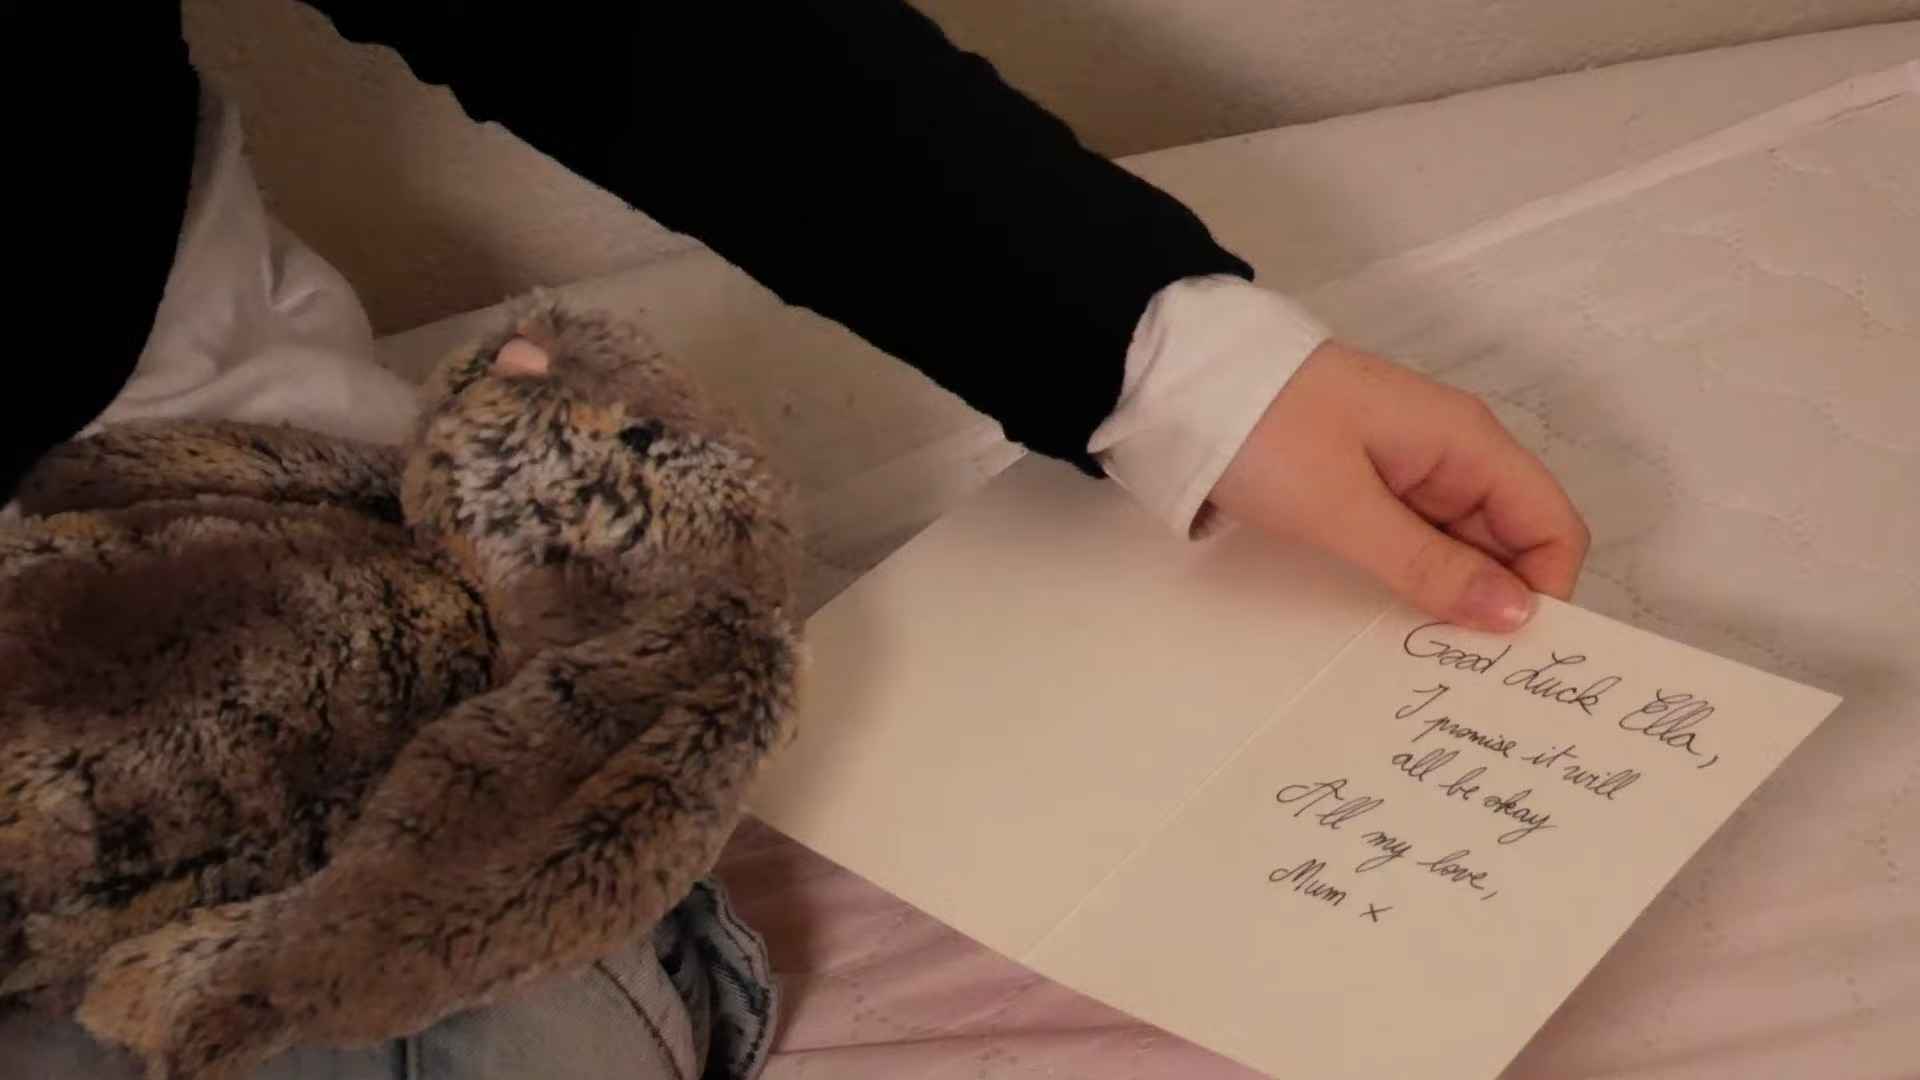 Good Luck Ella,
I promise it will
all be okay
All my love,
Mum x